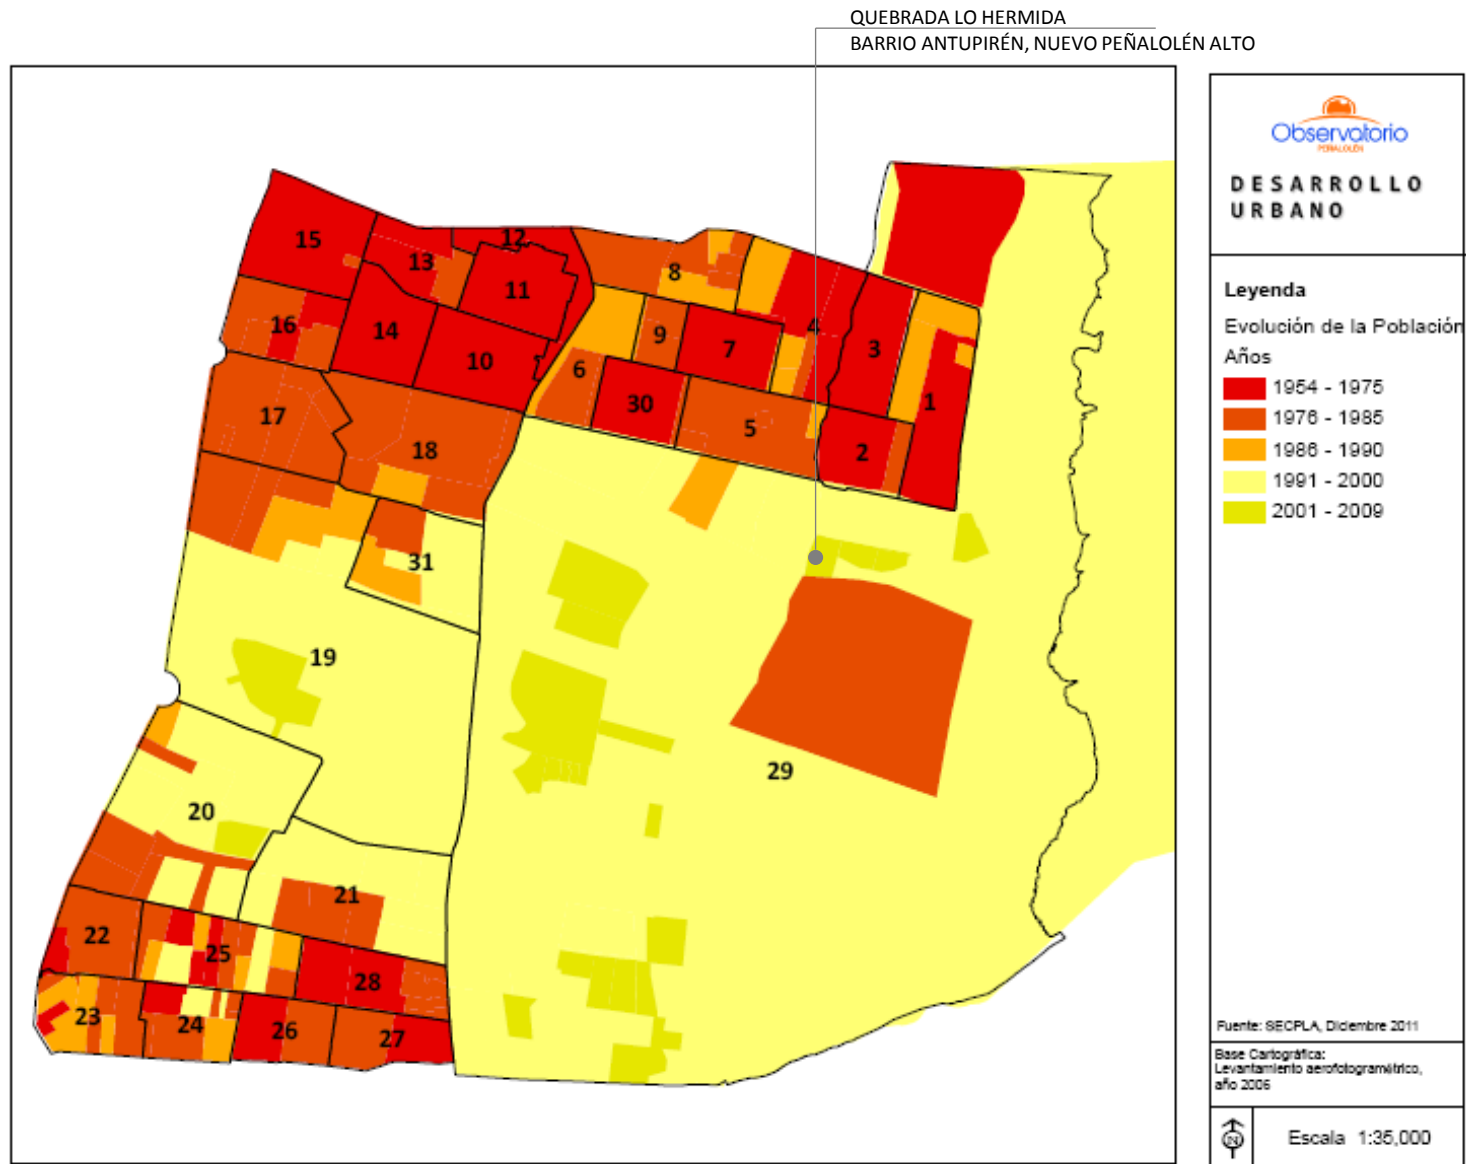 QUEBRADA LO HERMIDA
BARRIO ANTUPIRÉN, NUEVO PEÑALOLÉN ALTO
Observatorio
PEÑALOLÉN
DESARROLLO
URBANO
Leyenda
Evolución de la Población
Años
1954 - 1975
1976 - 1985
1986 - 1990
1991 - 2000
2001 - 2009
15
13
12
11
8
16
14
10
9
7
4
3
6
30
1
17
18
5
2
31
19
29
20
21
22
25
28
23
24
26
27
Fuente: SECPLA, Diciembre 2011
Base Cartográfica:
Levantamiento aerofotogramétrico,
año 2006
N
Escala 1:35,000